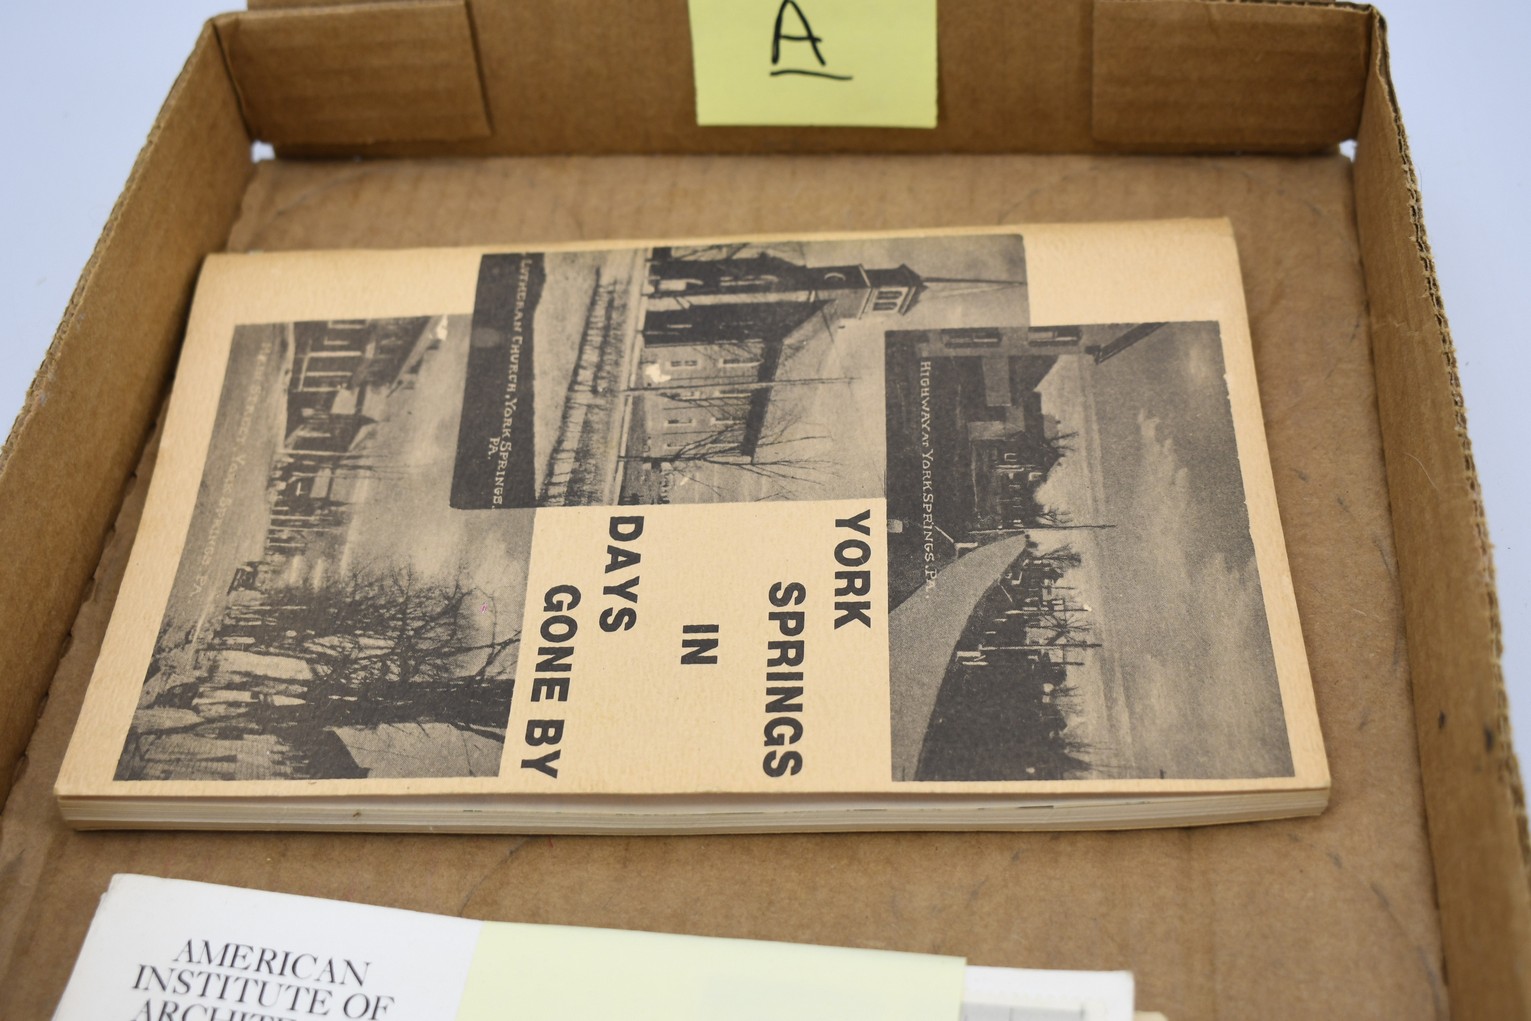 A
LUTHERAN CHURCH, YORK SPRINGS,
PA.
HIGHWAY AT YORK SPRINGS, PA.
SPRINGS, PA.
YORK
SPRINGS
IN
DAYS
GONE BY
AMERICAN
INSTITUTE OF